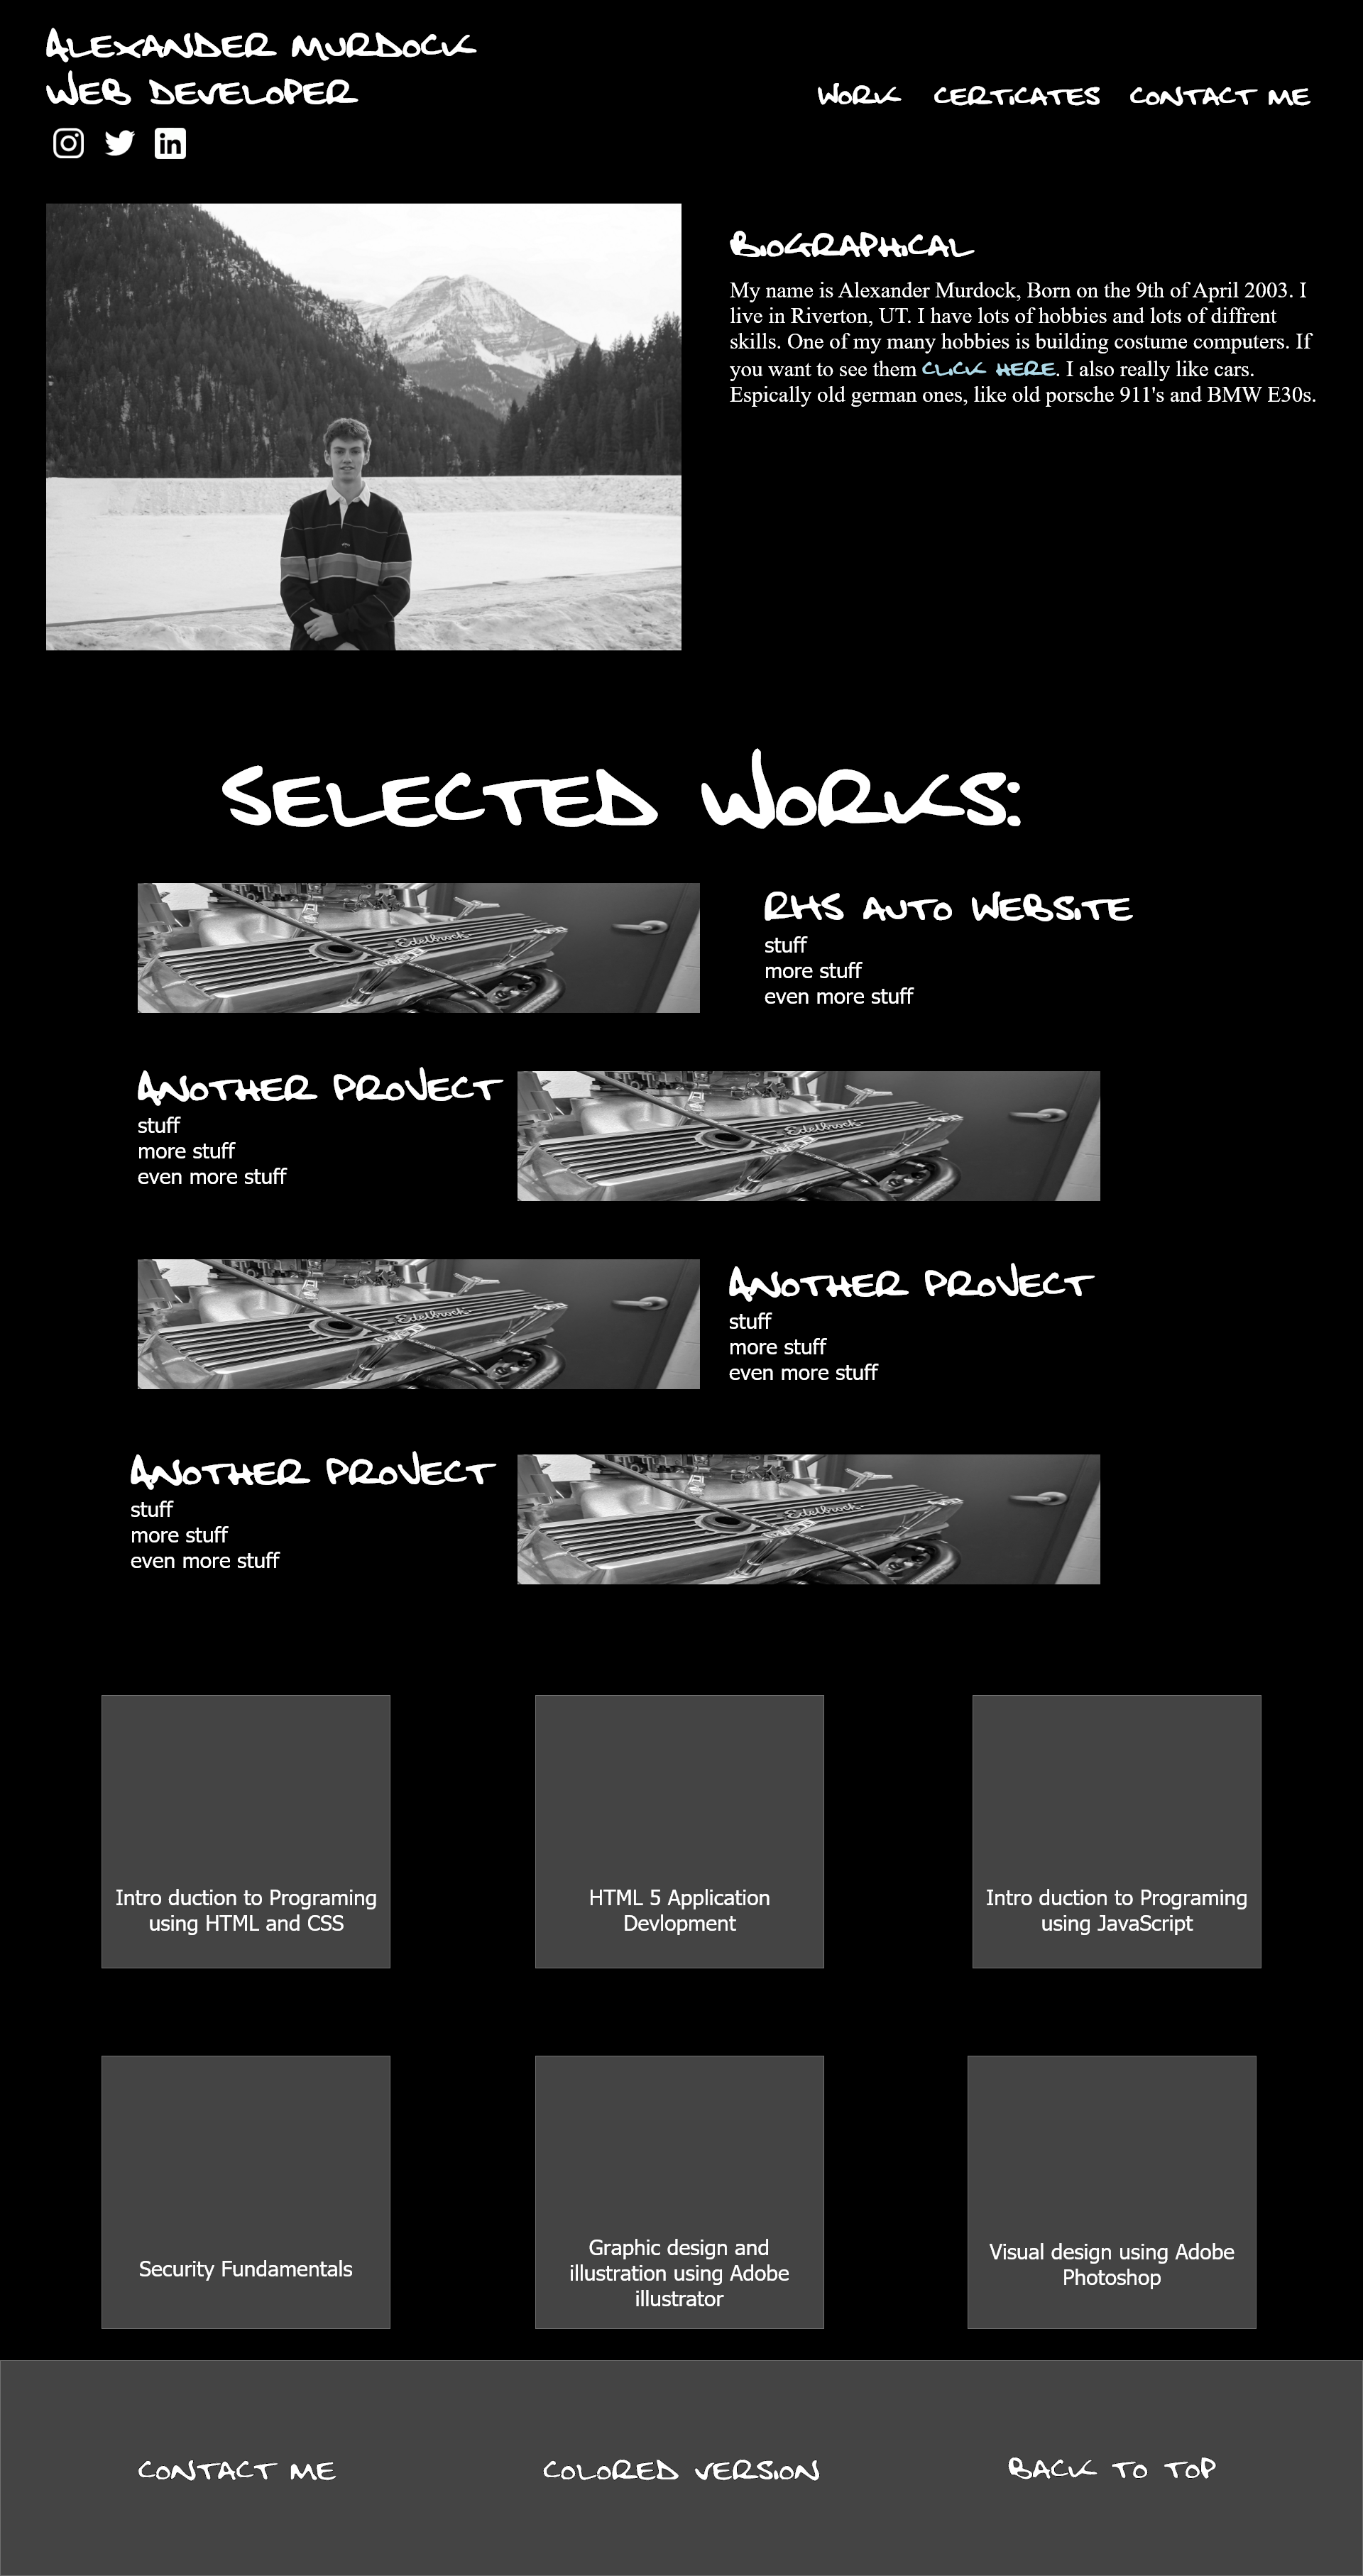 Alexander Murdock
Web Developer
Work Certicates Contact Me
Biographical
My name is Alexander Murdock, Born on the 9th of April 2003. I
live in Riverton, UT. I have lots of hobbies and lots of diffrent
skills. One of my many hobbies is building costume computers. If
you want to see them Click Here. I also really like cars.
Espically old german ones, like old porsche 911's and BMW E30s.
Selected Works:
Edelbrock
RHS Auto Website
stuff
more stuff
even more stuff
Another Project
stuff
more stuff
even more stuff
Edelbrock
Edelbrock
Another Project
stuff
more stuff
even more stuff
Another Project
stuff
more stuff
even more stuff
Edelbrock
Intro duction to Programing
using HTML and CSS
HTML 5 Application
Devlopment
Intro duction to Programing
using JavaScript
Security Fundamentals
Graphic design and
illustration using Adobe
illustrator
Visual design using Adobe
Photoshop
Contact Me
Colored Version
Back to Top